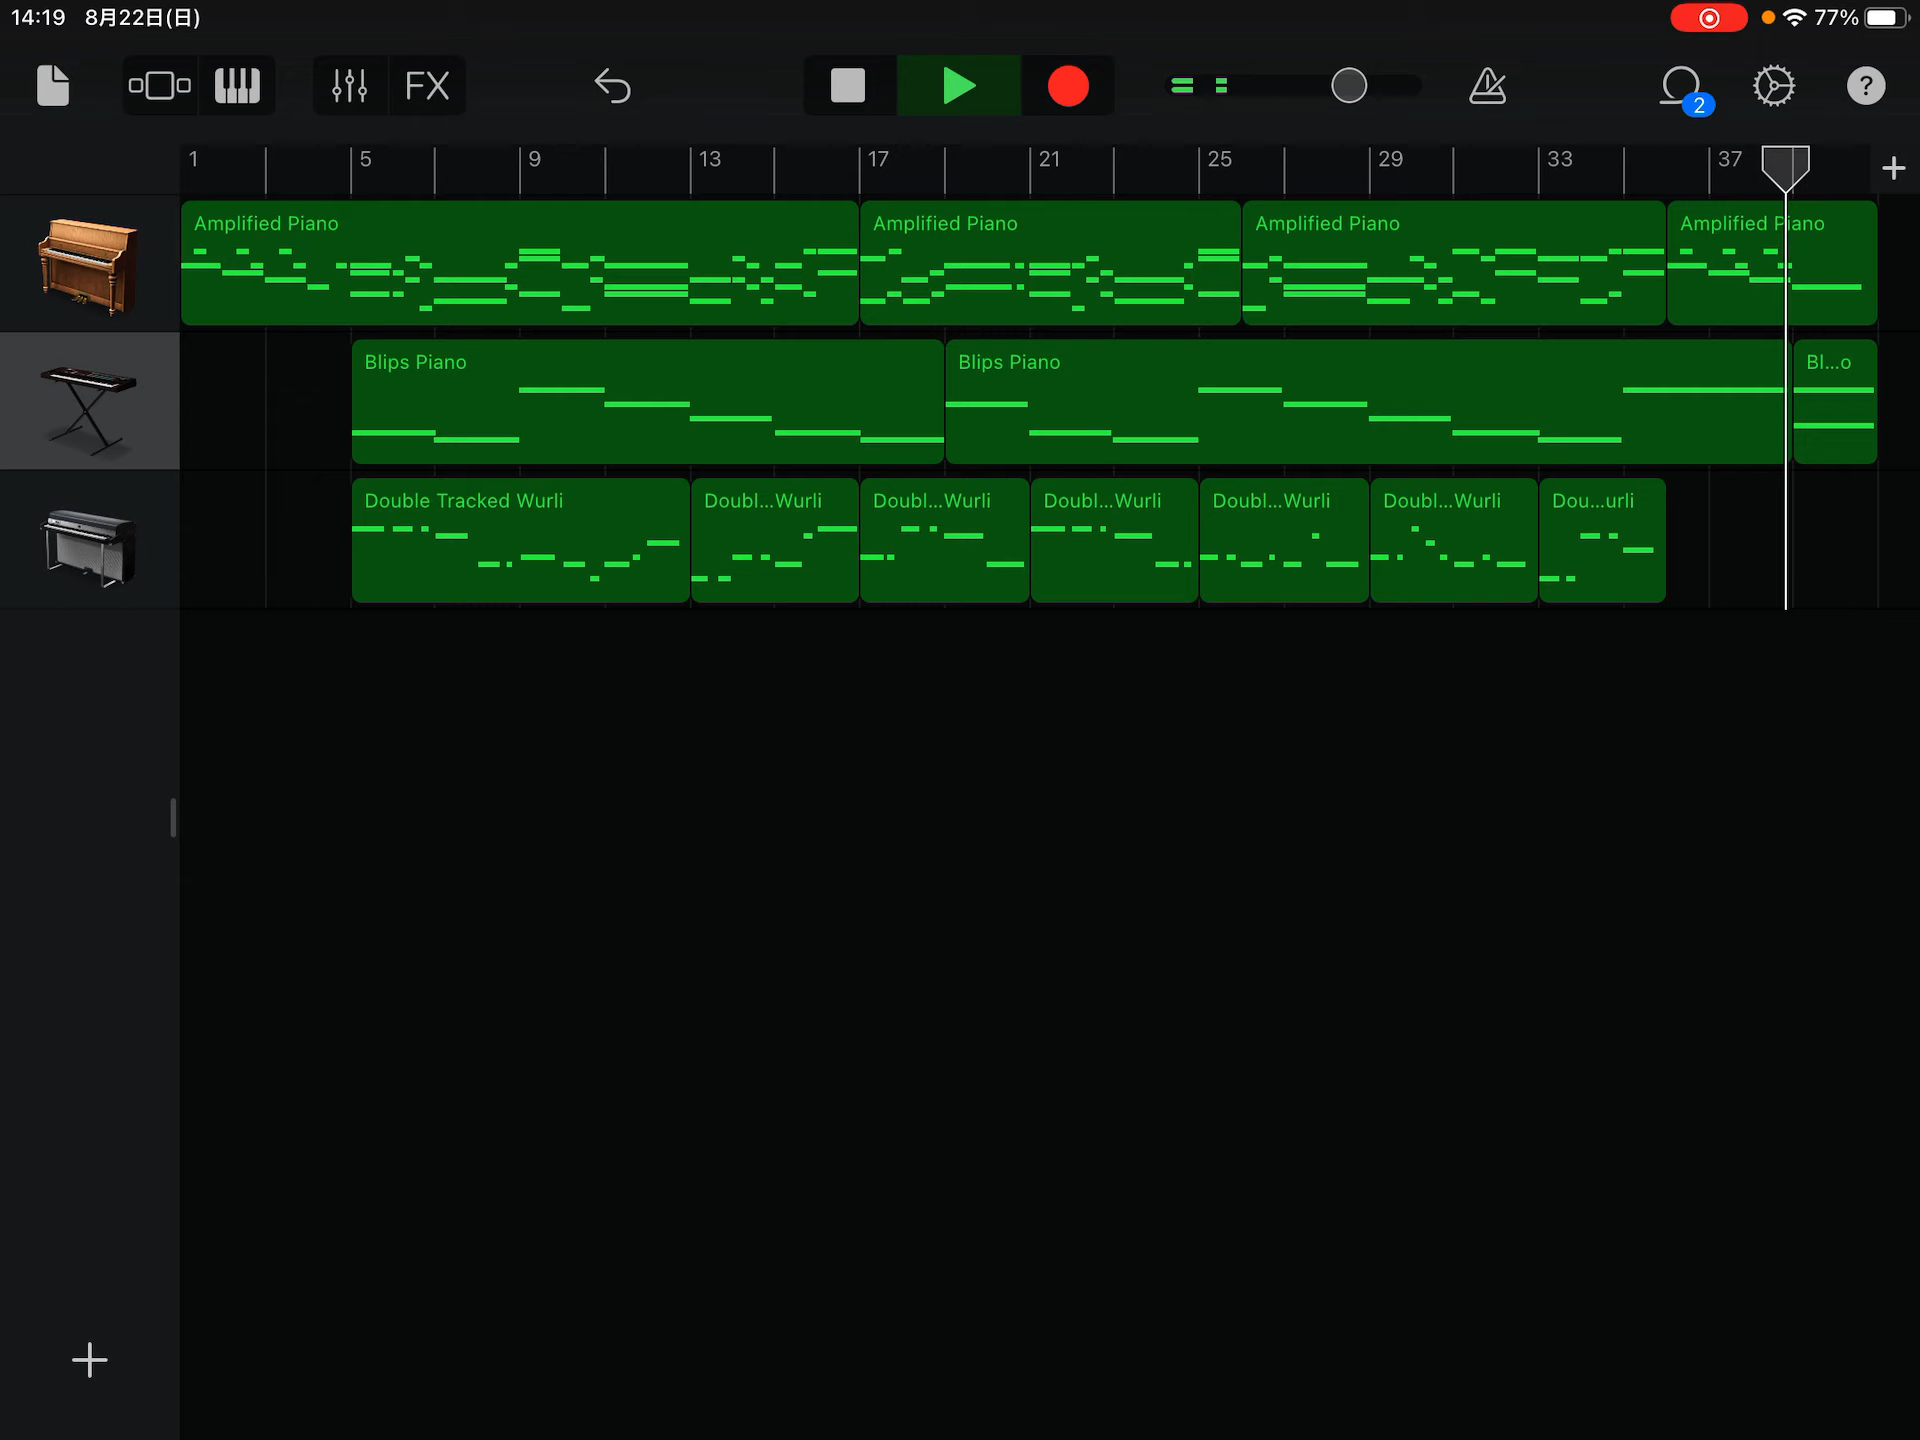 14:19 8月22日(日) 77%
FX 2 ?
1 5 9 13 17 21 25 29 33 37
Amplified Piano Amplified Piano Amplified Piano Amplified Piano
Blips Piano Blips Piano Bl...o
Double Tracked Wurli Doubl...Wurli Doubl...Wurli Doubl...Wurli Doubl...Wurli Doubl...Wurli Dou...urli